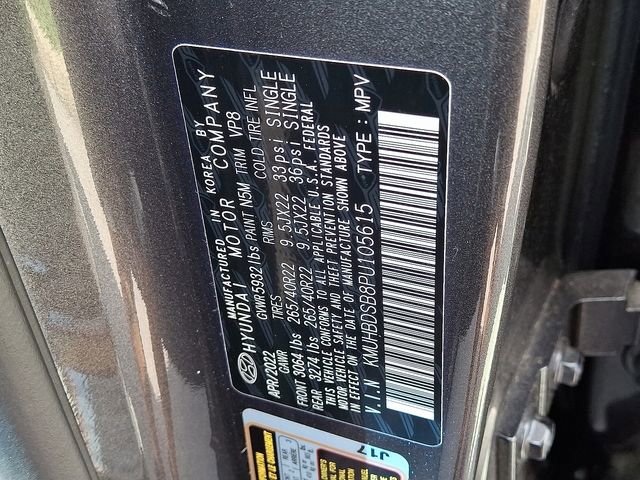 MANUFACTURED IN KOREA BY
HYUNDAI MOTOR COMPANY
APR/2022 GVWR 5932 lbs PAINT N5M TRIM VP8
GAWR TIRES RIMS COLD TIRE INFL
FRONT 3064 lbs 265/40R22 9.5JX22 33psi SINGLE
REAR 3274 lbs 265/40R22 9.5JX22 36psi SINGLE
THIS VEHICLE CONFORMS TO ALL APPLICABLE U.S.A. FEDERAL
MOTOR VEHICLE SAFETY AND THEFT PREVENTION STANDARDS
IN EFFECT ON THE DATE OF MANUFACTURE SHOWN ABOVE
V.I.N KMUHBDSB8PU105615 TYPE : MPV
J17